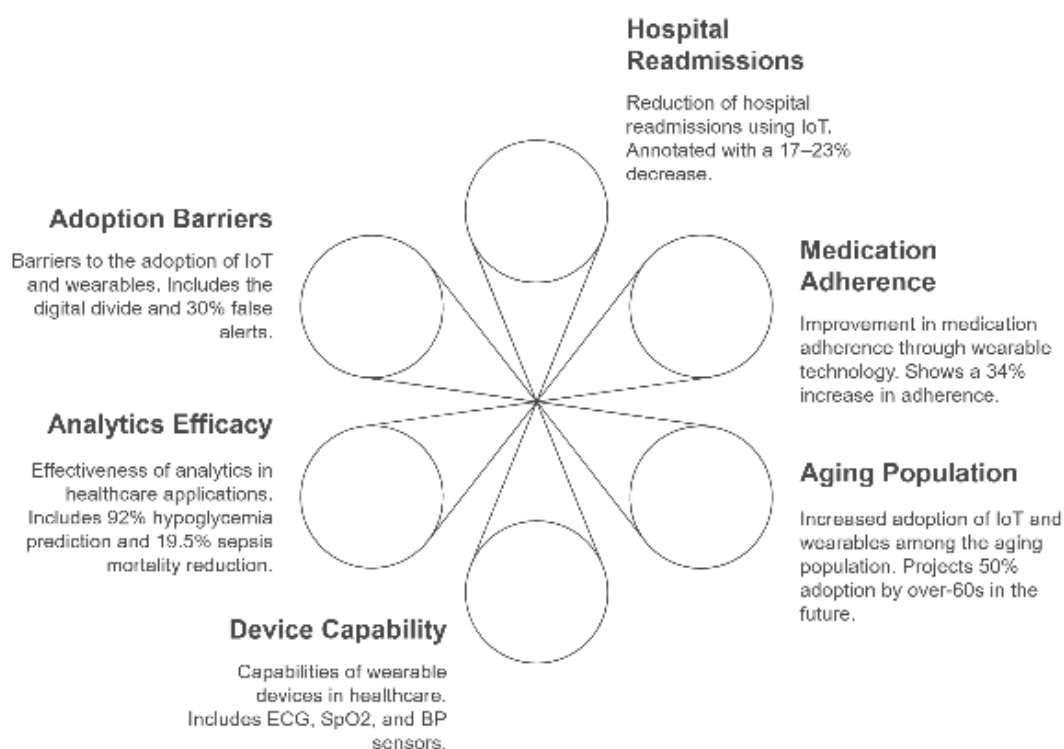 Hospital
Readmissions
Reduction of hospital
readmissions using IoT.
Annotated with a 17–23%
decrease.
Adoption Barriers
Barriers to the adoption of IoT
and wearables. Includes the
digital divide and 30% false
alerts.
Medication
Adherence
Improvement in medication
adherence through wearable
technology. Shows a 34%
increase in adherence.
Analytics Efficacy
Effectiveness of analytics in
healthcare applications.
Includes 92% hypoglycemia
prediction and 19.5% sepsis
mortality reduction.
Aging Population
Increased adoption of IoT and
wearables among the aging
population. Projects 50%
adoption by over-60s in the
future.
Device Capability
Capabilities of wearable
devices in healthcare.
Includes ECG, SpO2, and BP
sensors.